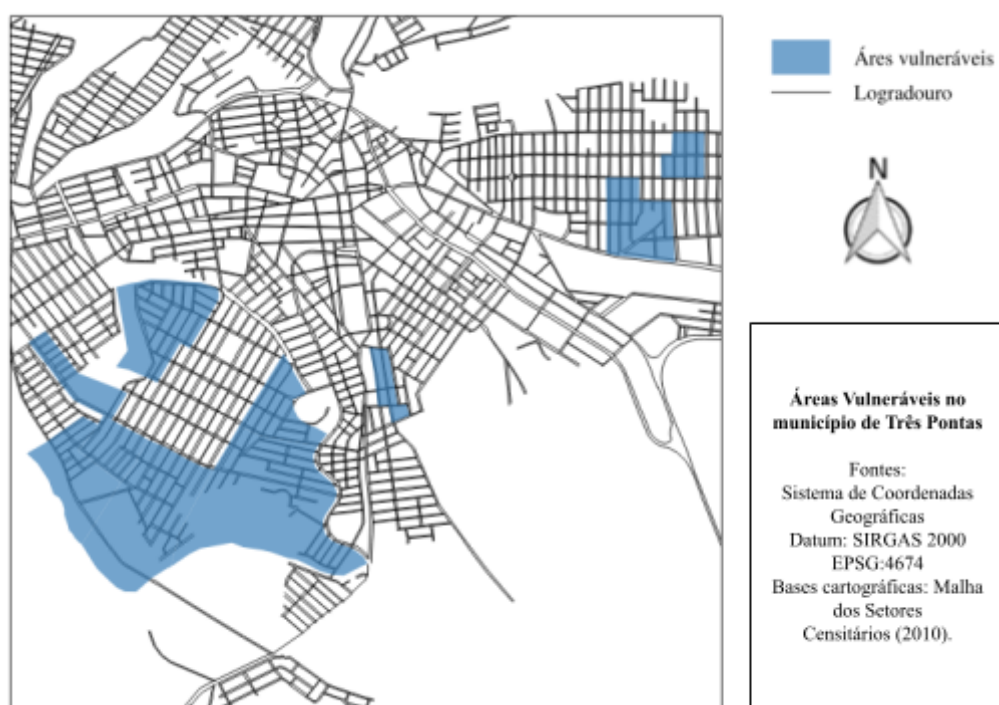 Áres vulneráveis
Logradouro
N
Áreas Vulneráveis no
município de Três Pontas
Fontes:
Sistema de Coordenadas
Geográficas
Datum: SIRGAS 2000
EPSG:4674
Bases cartográficas: Malha
dos Setores
Censitários (2010).